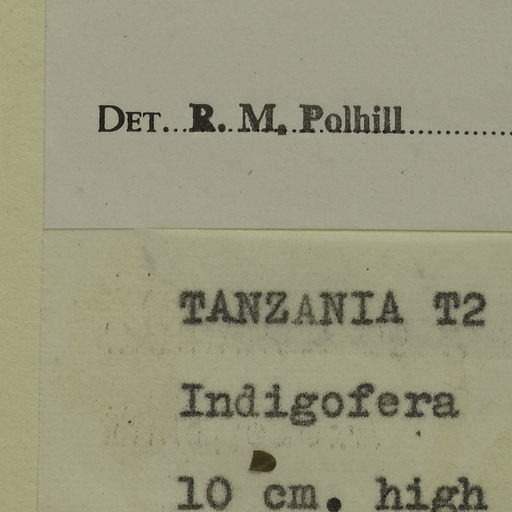 DET. R. M. Polhill
TANZANIA T2
Indigofera
10 cm. high